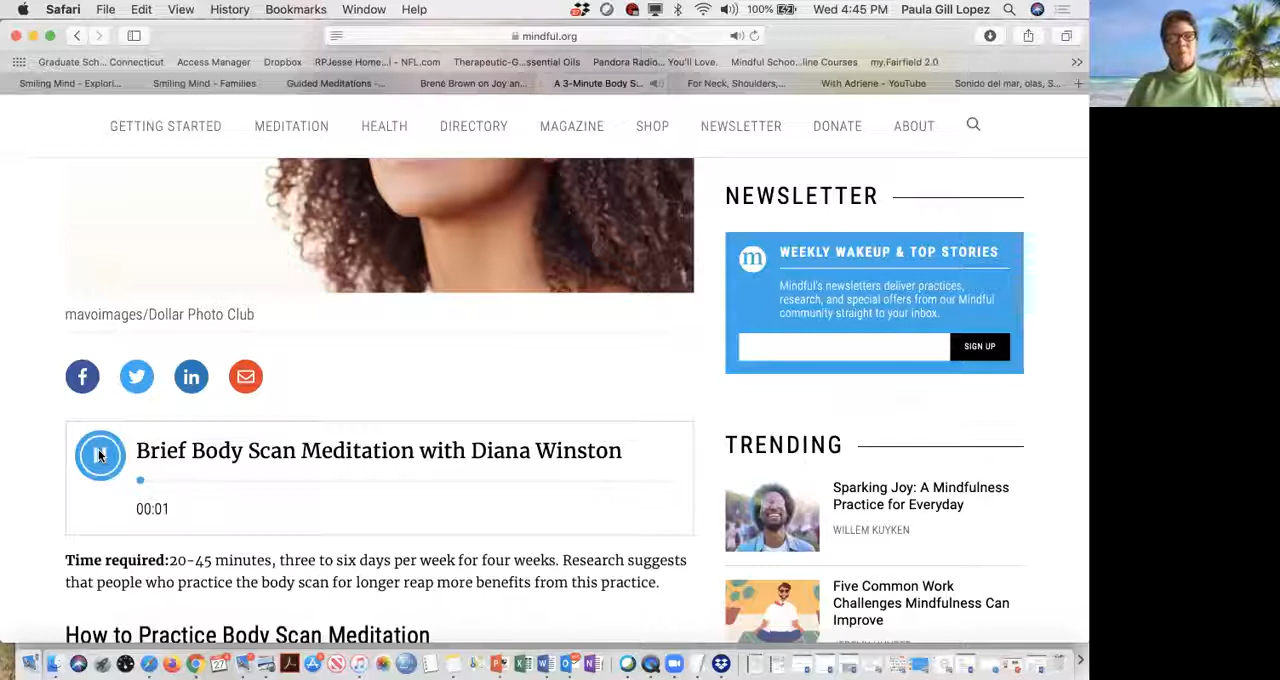 Safari File Edit View History Bookmarks Window Help 100% Wed 4:45 PM Paula Gill Lopez
mindful.org
Graduate Sch... Connecticut Access Manager Dropbox RPJesse Home...l - NFL.com Therapeutic-G...ssential Oils Pandora Radio... You'll Love. Mindful Schoo...line Courses my.Fairfield 2.0
Smiling Mind - Explori... Smiling Mind - Families Guided Meditations -... Brené Brown on Joy an... A 3-Minute Body S... For Neck, Shoulders,... With Adriene - YouTube Sonido del mar, olas, S...
GETTING STARTED MEDITATION HEALTH DIRECTORY MAGAZINE SHOP NEWSLETTER DONATE ABOUT
mavoimages/Dollar Photo Club
Brief Body Scan Meditation with Diana Winston
00:01
Time required:20-45 minutes, three to six days per week for four weeks. Research suggests
that people who practice the body scan for longer reap more benefits from this practice.
How to Practice Body Scan Meditation
NEWSLETTER
m
WEEKLY WAKEUP & TOP STORIES
Mindful's newsletters deliver practices,
research, and special offers from our Mindful
community straight to your inbox.
SIGN UP
TRENDING
Sparking Joy: A Mindfulness
Practice for Everyday
WILLEM KUYKEN
Five Common Work
Challenges Mindfulness Can
Improve